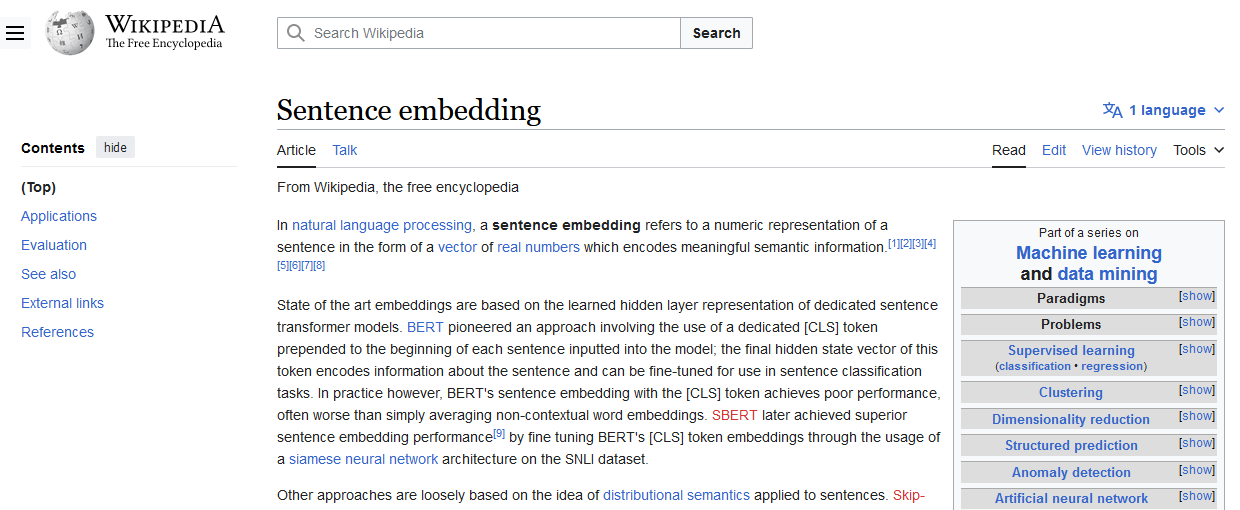 WIKIPEDIA
The Free Encyclopedia
Search Wikipedia
Search
Sentence embedding
1 language
Contents hide
(Top)
Applications
Evaluation
See also
External links
References
Article Talk
Read Edit View history Tools
From Wikipedia, the free encyclopedia
In natural language processing, a sentence embedding refers to a numeric representation of a
sentence in the form of a vector of real numbers which encodes meaningful semantic information.[1][2][3][4]
[5][6][7][8]
State of the art embeddings are based on the learned hidden layer representation of dedicated sentence
transformer models. BERT pioneered an approach involving the use of a dedicated [CLS] token
prepended to the beginning of each sentence inputted into the model; the final hidden state vector of this
token encodes information about the sentence and can be fine-tuned for use in sentence classification
tasks. In practice however, BERT's sentence embedding with the [CLS] token achieves poor performance,
often worse than simply averaging non-contextual word embeddings. SBERT later achieved superior
sentence embedding performance[9] by fine tuning BERT's [CLS] token embeddings through the usage of
a siamese neural network architecture on the SNLI dataset.
Other approaches are loosely based on the idea of distributional semantics applied to sentences. Skip-
Part of a series on
Machine learning
and data mining
Paradigms [show]
Problems [show]
Supervised learning [show]
(classification • regression)
Clustering [show]
Dimensionality reduction [show]
Structured prediction [show]
Anomaly detection [show]
Artificial neural network [show]